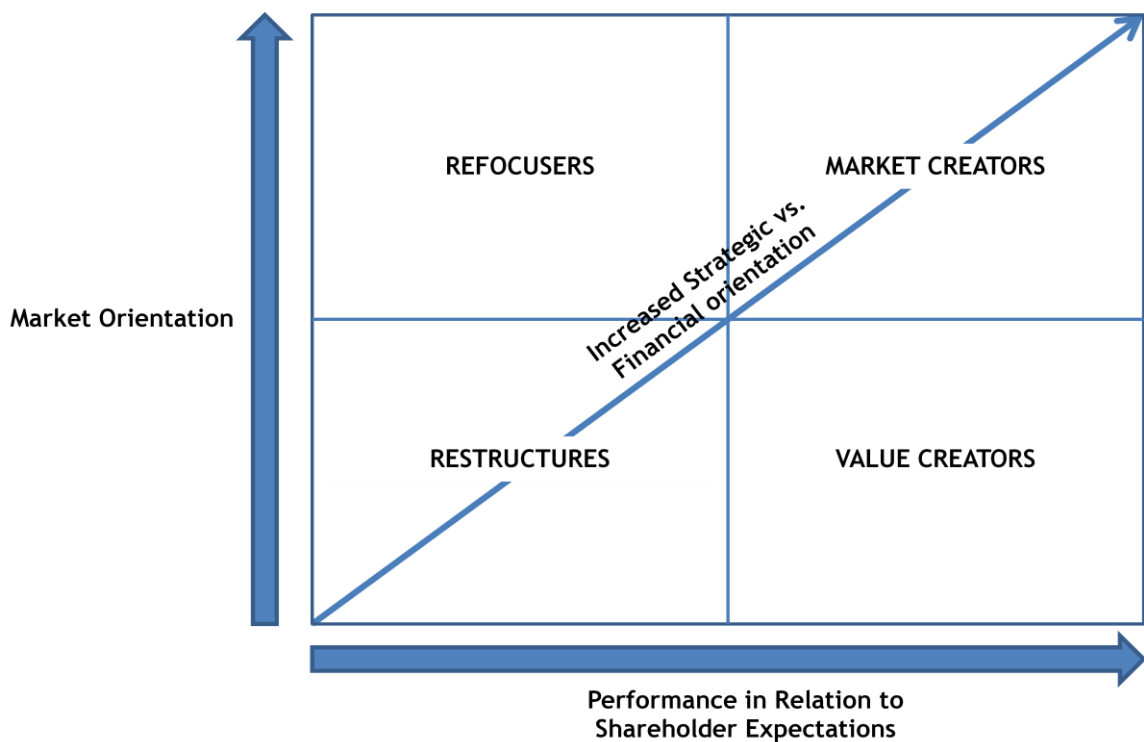 REFOCUSERS
MARKET CREATORS
Increased Strategic vs.
Financial orientation
Market Orientation
RESTRUCTURES
VALUE CREATORS
Performance in Relation to
Shareholder Expectations